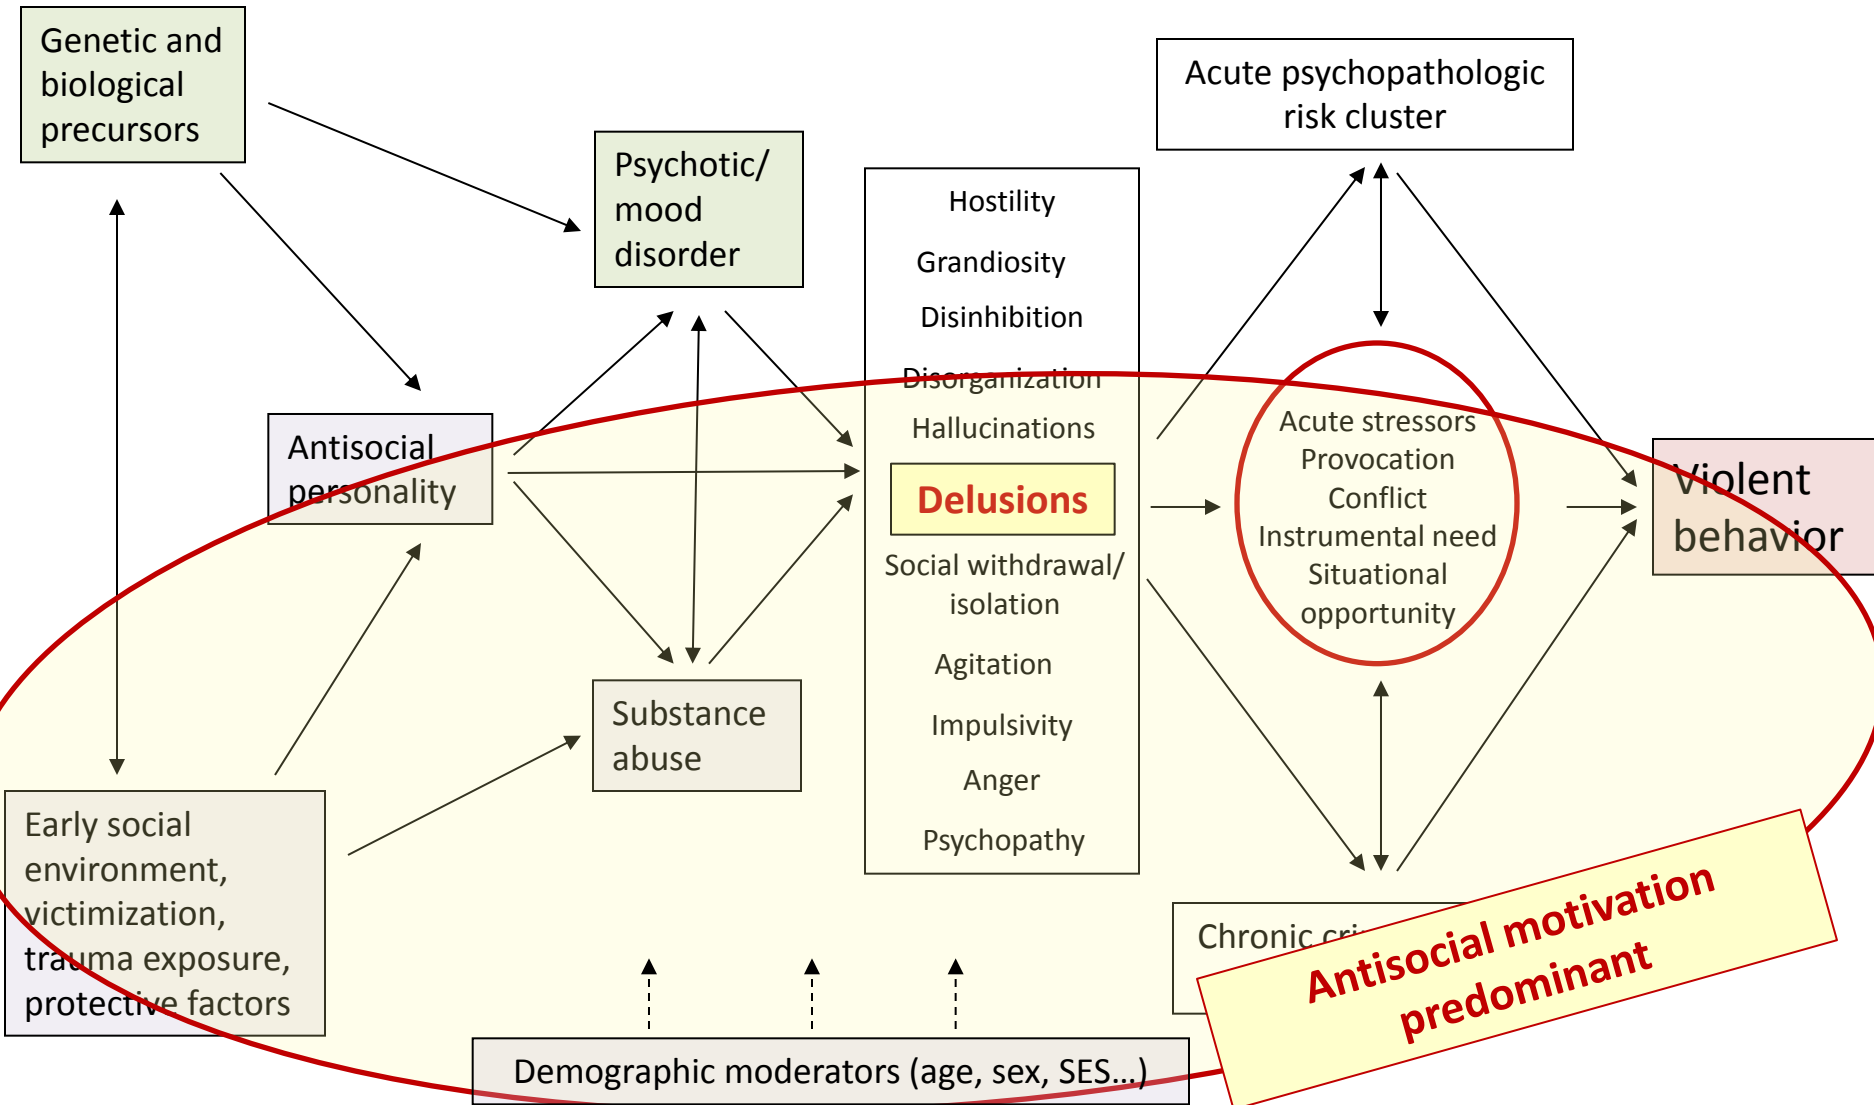 Genetic and
biological
precursors
Psychotic/
mood
disorder
Acute psychopathologic
risk cluster
Hostility
Grandiosity
Disinhibition
Disorganization
Hallucinations
Delusions
Social withdrawal/
isolation
Agitation
Impulsivity
Anger
Psychopathy
Antisocial
personality
Substance
abuse
Acute stressors
Provocation
Conflict
Instrumental need
Situational
opportunity
Violent
behavior
Early social
environment,
victimization,
trauma exposure,
protective factors
Chronic
Antisocial motivation
predominant
Demographic moderators (age, sex, SES...)